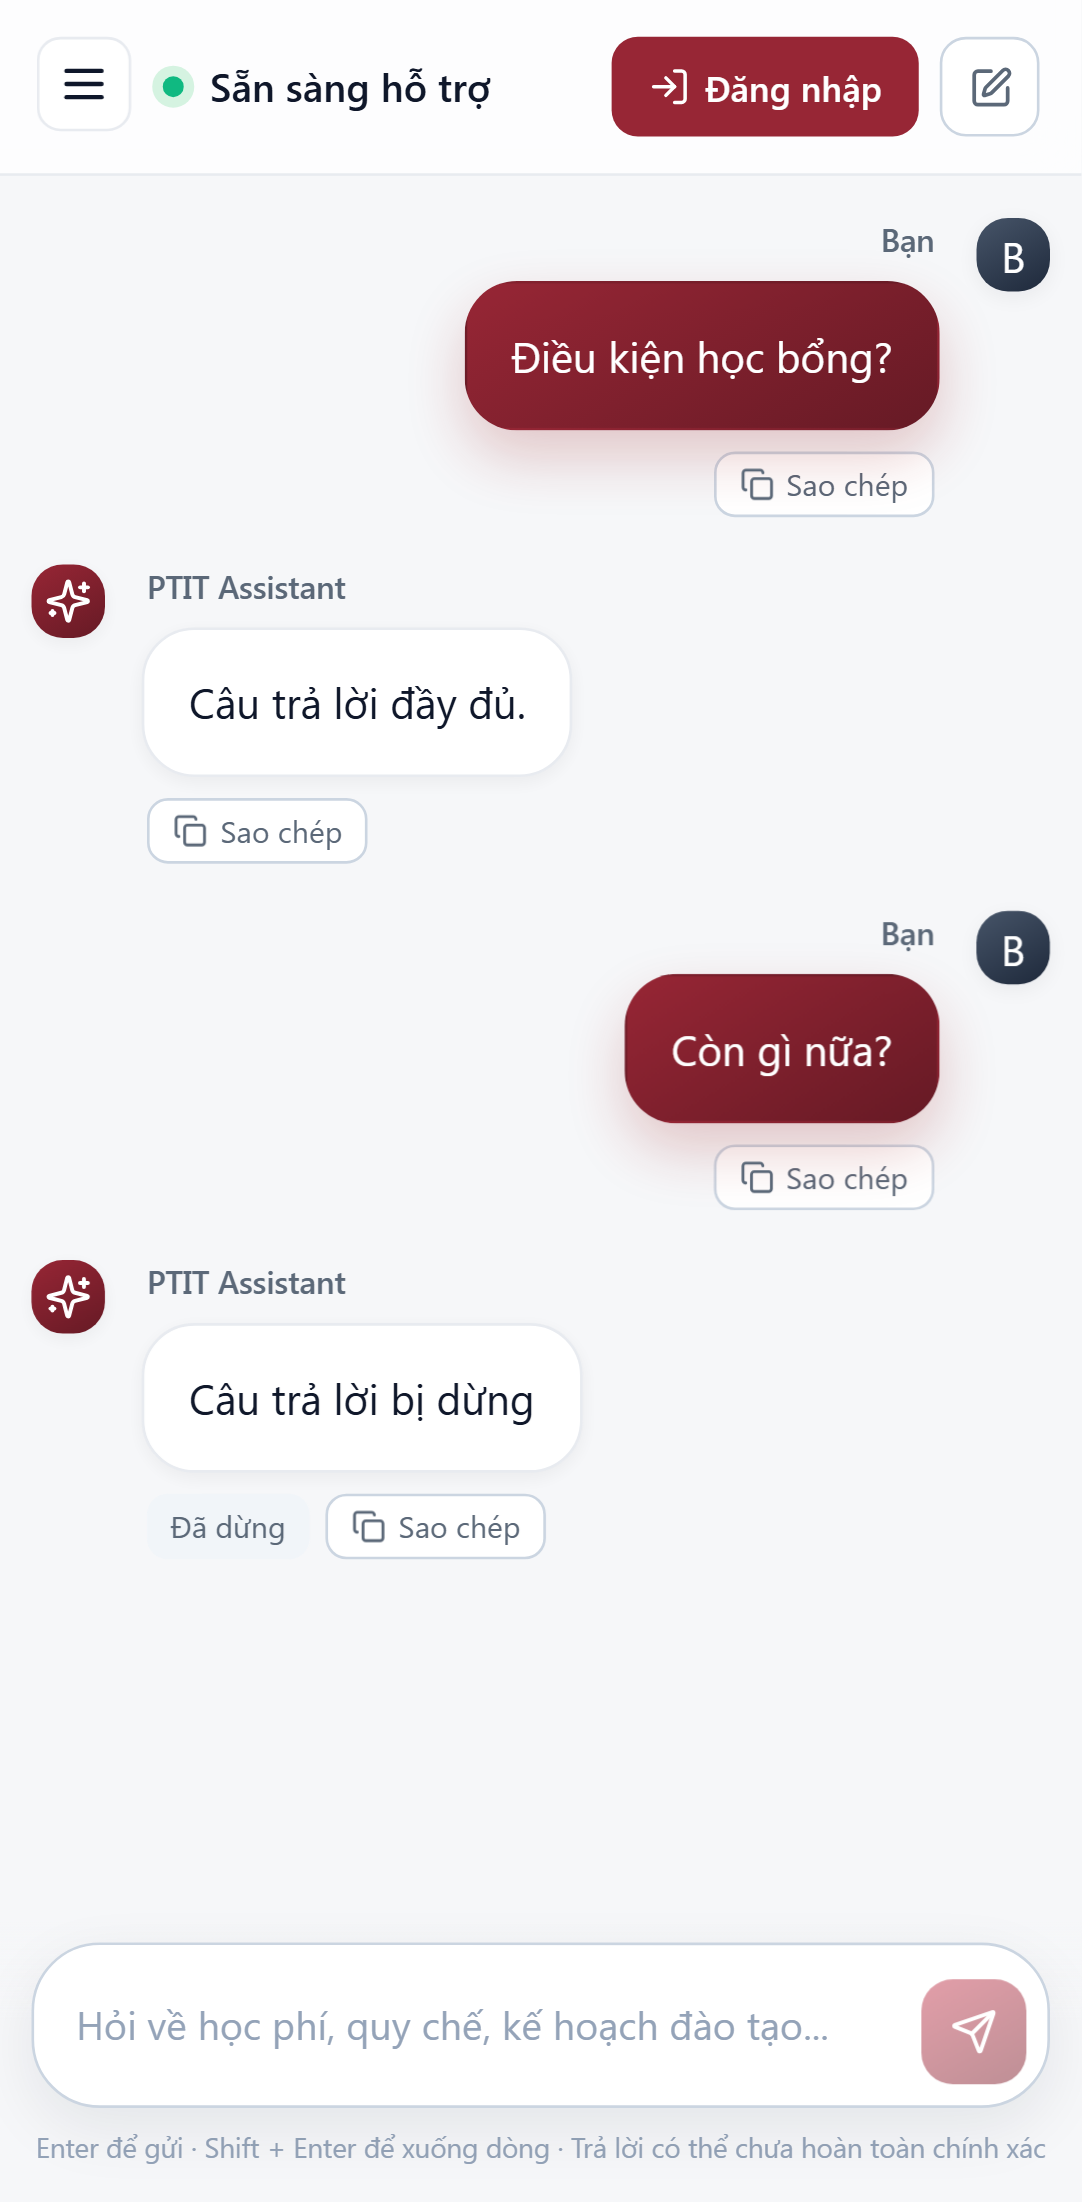 Sẵn sàng hỗ trợ
Đăng nhập
Bạn
B
Điều kiện học bổng?
Sao chép
PTIT Assistant
Câu trả lời đầy đủ.
Sao chép
Bạn
B
Còn gì nữa?
Sao chép
PTIT Assistant
Câu trả lời bị dừng
Đã dừng
Sao chép
Hỏi về học phí, quy chế, kế hoạch đào tạo...
Enter để gửi · Shift + Enter để xuống dòng · Trả lời có thể chưa hoàn toàn chính xác